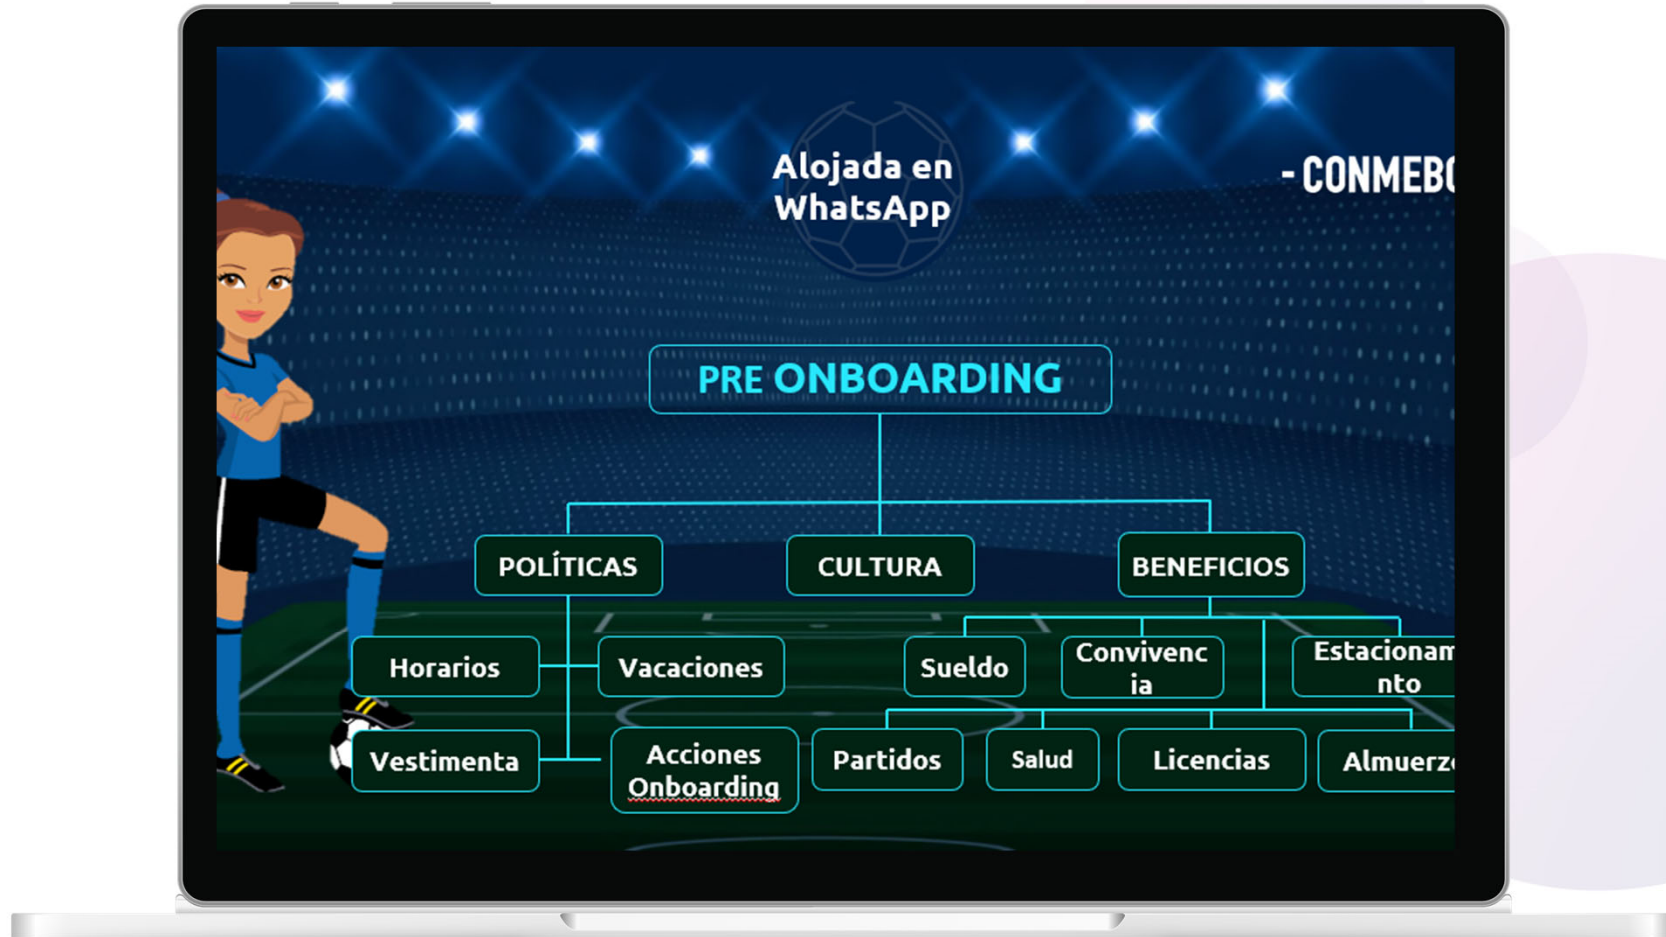 Alojada en
WhatsApp
- CONMEBO
PRE ONBOARDING
POLÍTICAS
CULTURA
BENEFICIOS
Horarios
Vacaciones
Sueldo
Convivenc
ia
Estacionam
nto
Vestimenta
Acciones
Onboarding
Partidos
Salud
Licencias
Almuerzo